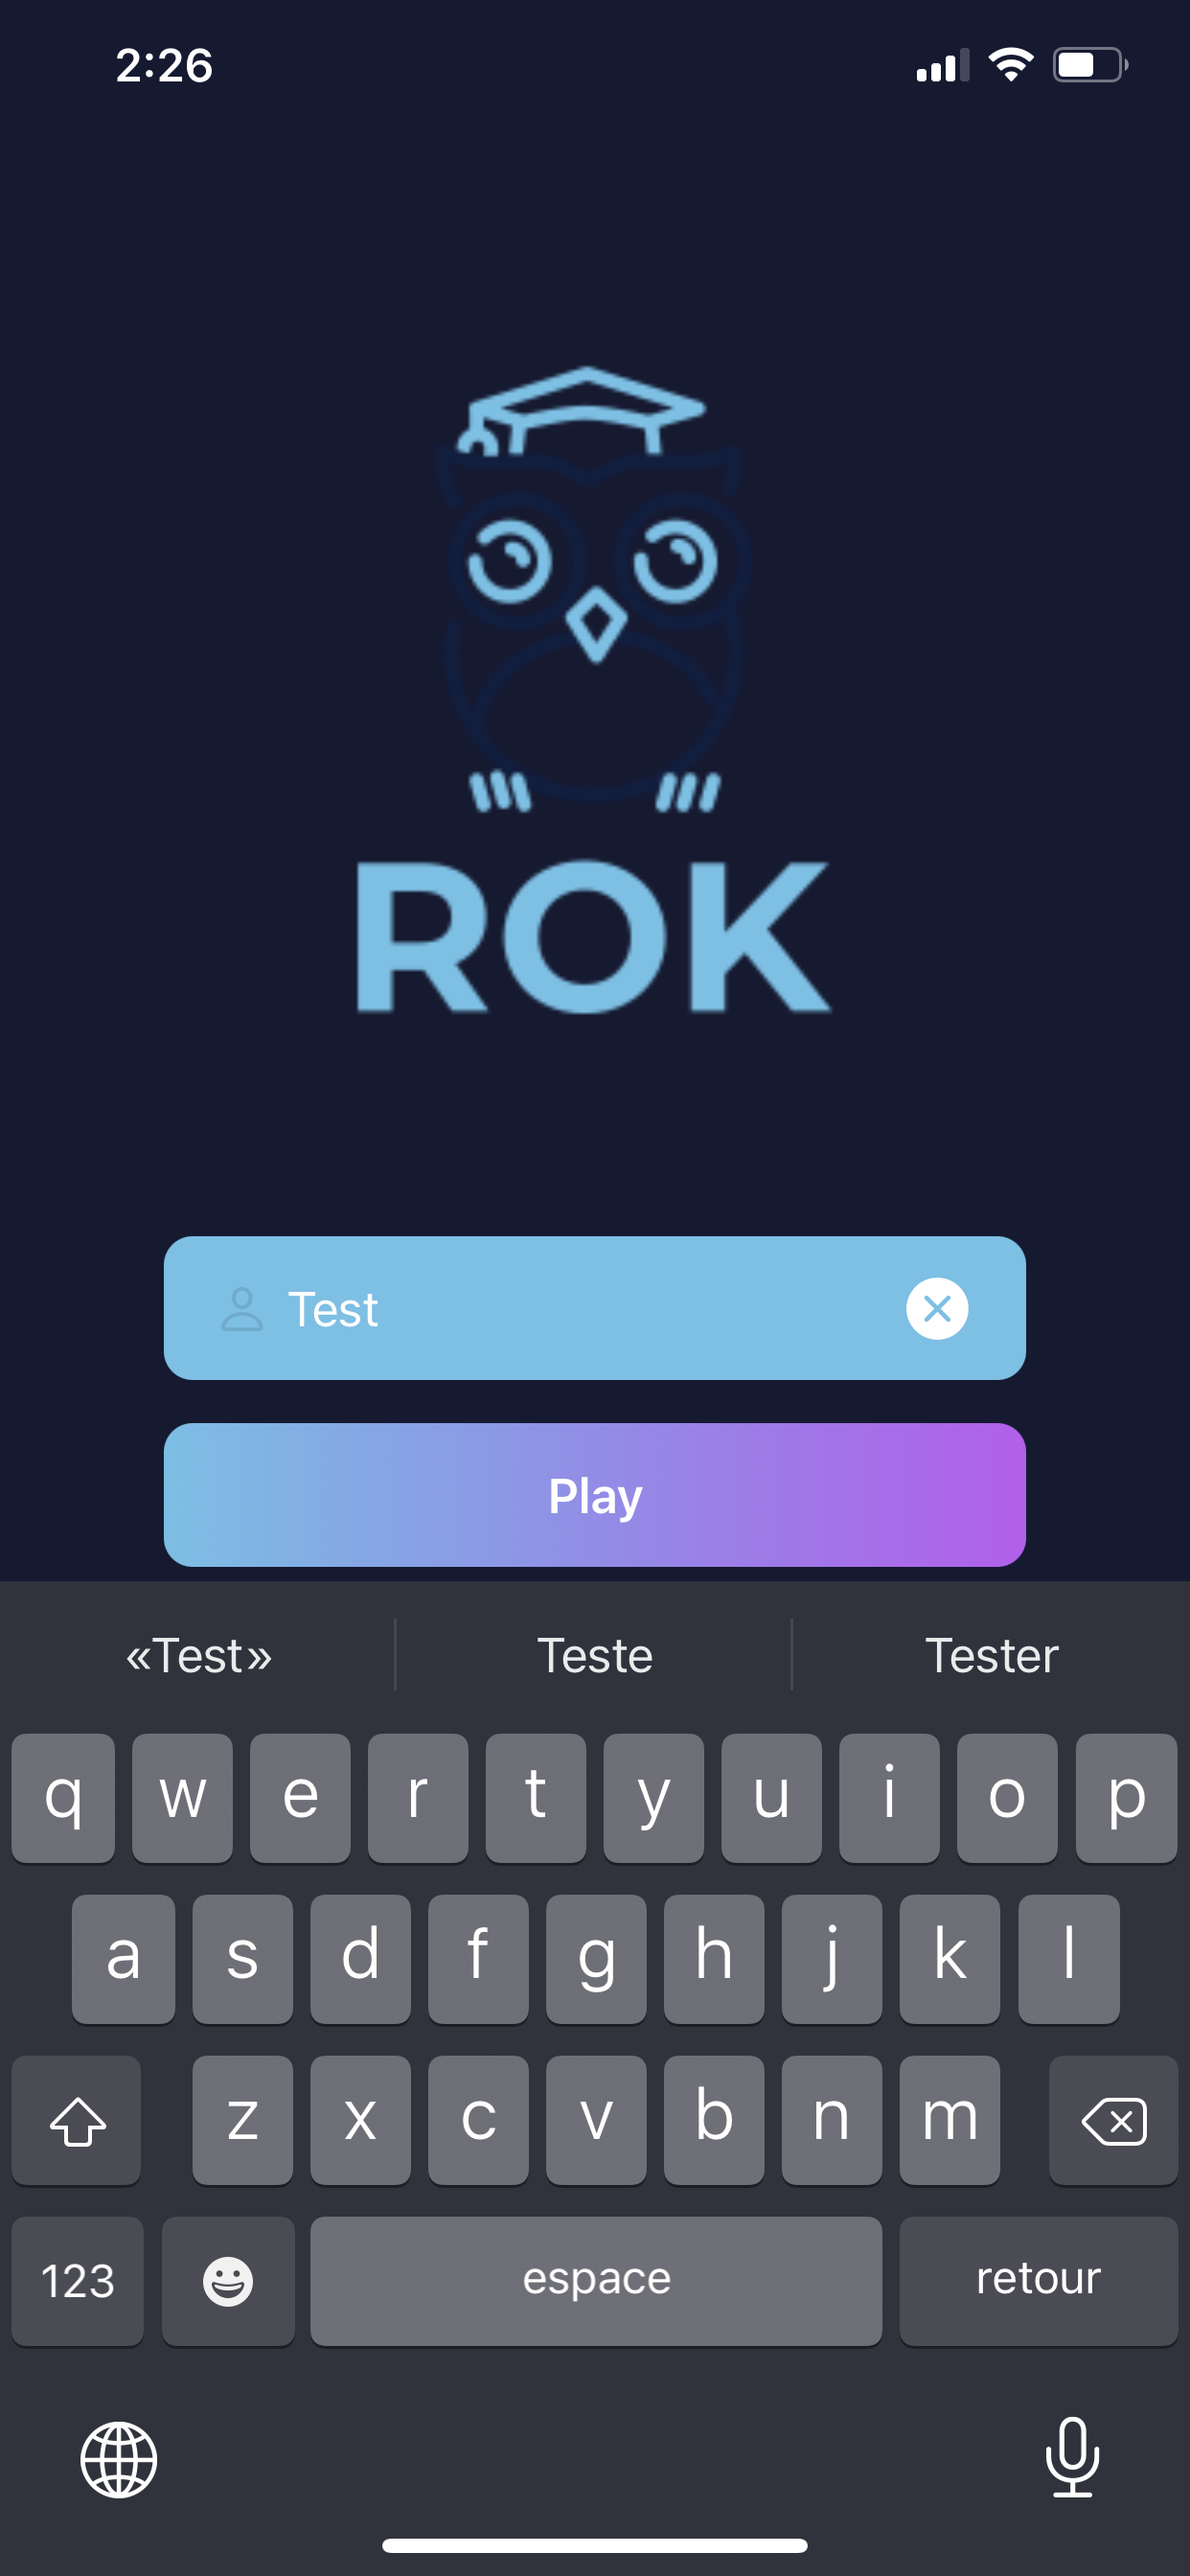 2:26
ROK
Test
Play
«Test» Teste Tester
q w e r t y u i o p
a s d f g h j k l
z x c v b n m
123 espace retour